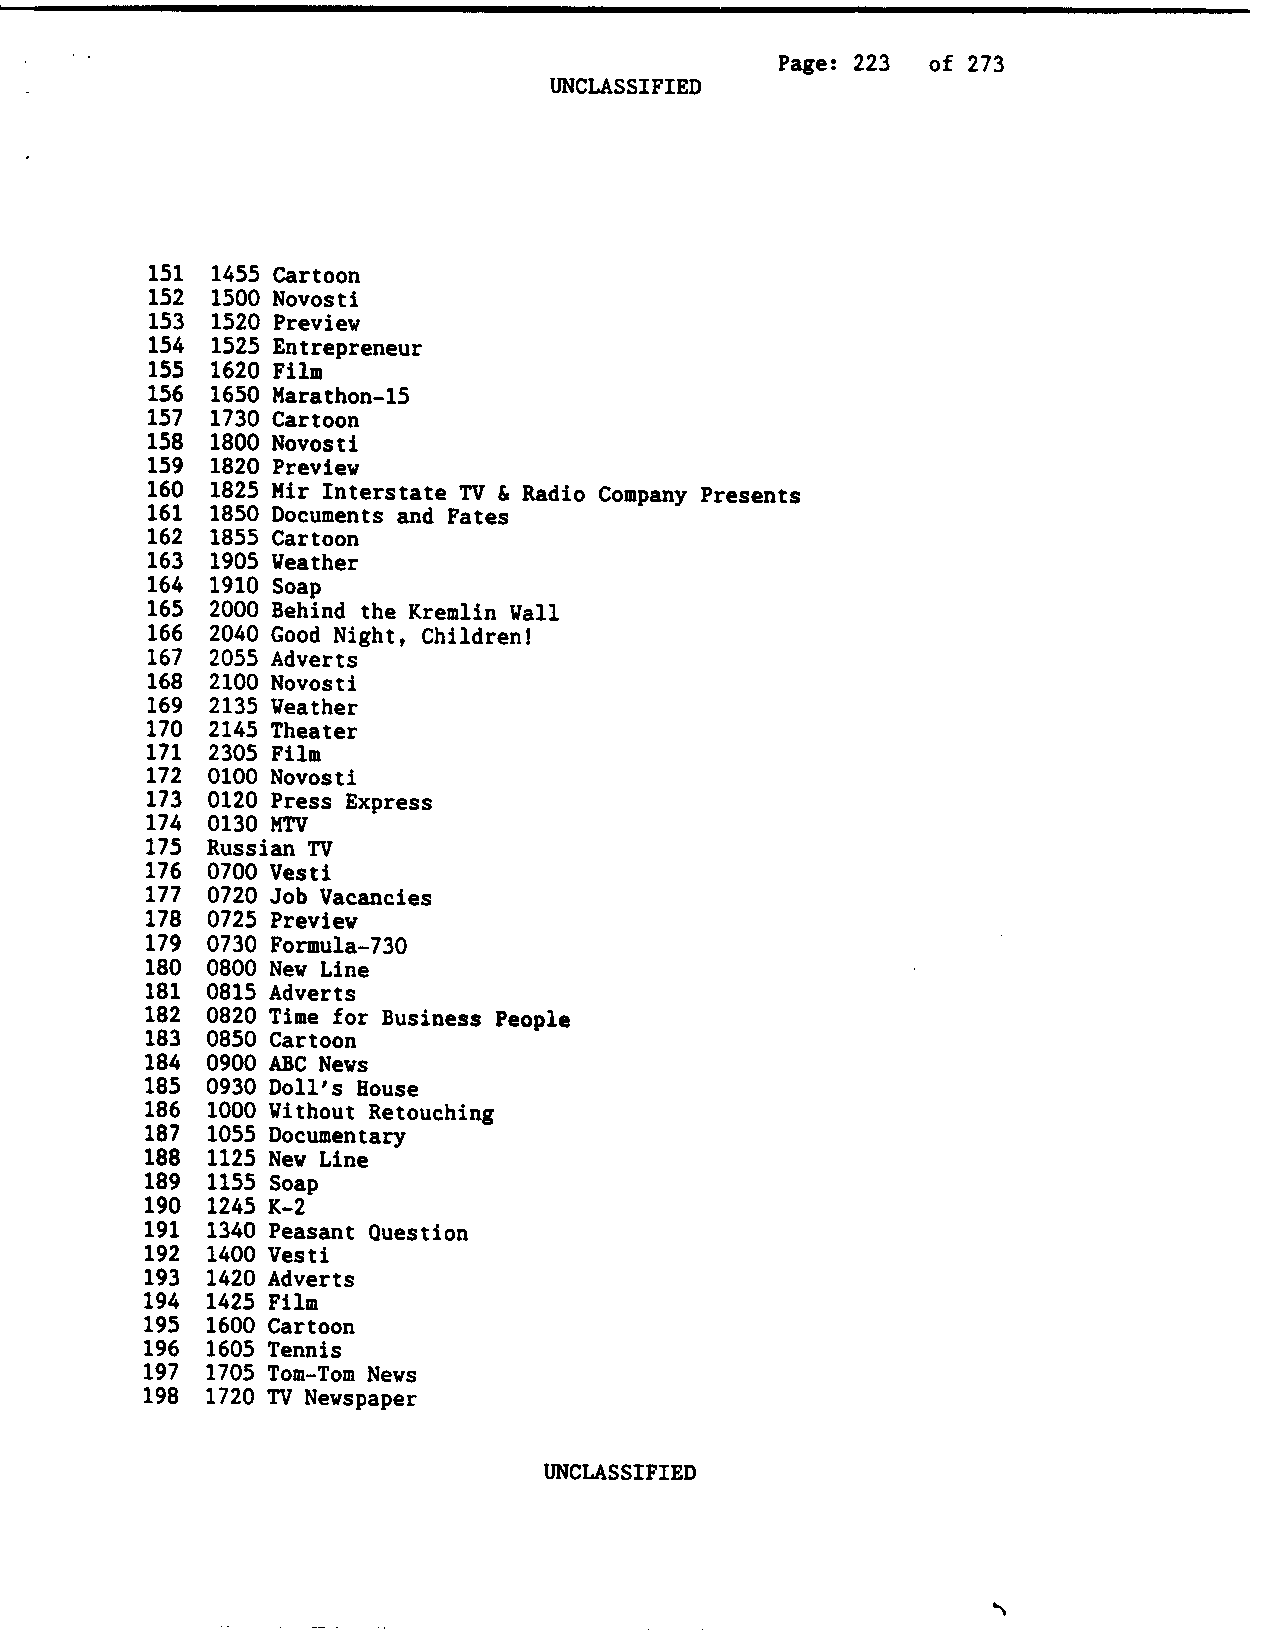 Page: 223 of 273
UNCLASSIFIED
151 1455 Cartoon
152 1500 Novosti
153 1520 Preview
154 1525 Entrepreneur
155 1620 Film
156 1650 Marathon-15
157 1730 Cartoon
158 1800 Novosti
159 1820 Preview
160 1825 Mir Interstate TV & Radio Company Presents
161 1850 Documents and Fates
162 1855 Cartoon
163 1905 Weather
164 1910 Soap
165 2000 Behind the Kremlin Wall
166 2040 Good Night, Children!
167 2055 Adverts
168 2100 Novosti
169 2135 Weather
170 2145 Theater
171 2305 Film
172 0100 Novosti
173 0120 Press Express
174 0130 MTV
175 Russian TV
176 0700 Vesti
177 0720 Job Vacancies
178 0725 Preview
179 0730 Formula-730
180 0800 New Line
181 0815 Adverts
182 0820 Time for Business People
183 0850 Cartoon
184 0900 ABC News
185 0930 Doll's House
186 1000 Without Retouching
187 1055 Documentary
188 1125 New Line
189 1155 Soap
190 1245 K-2
191 1340 Peasant Question
192 1400 Vesti
193 1420 Adverts
194 1425 Film
195 1600 Cartoon
196 1605 Tennis
197 1705 Tom-Tom News
198 1720 TV Newspaper
UNCLASSIFIED